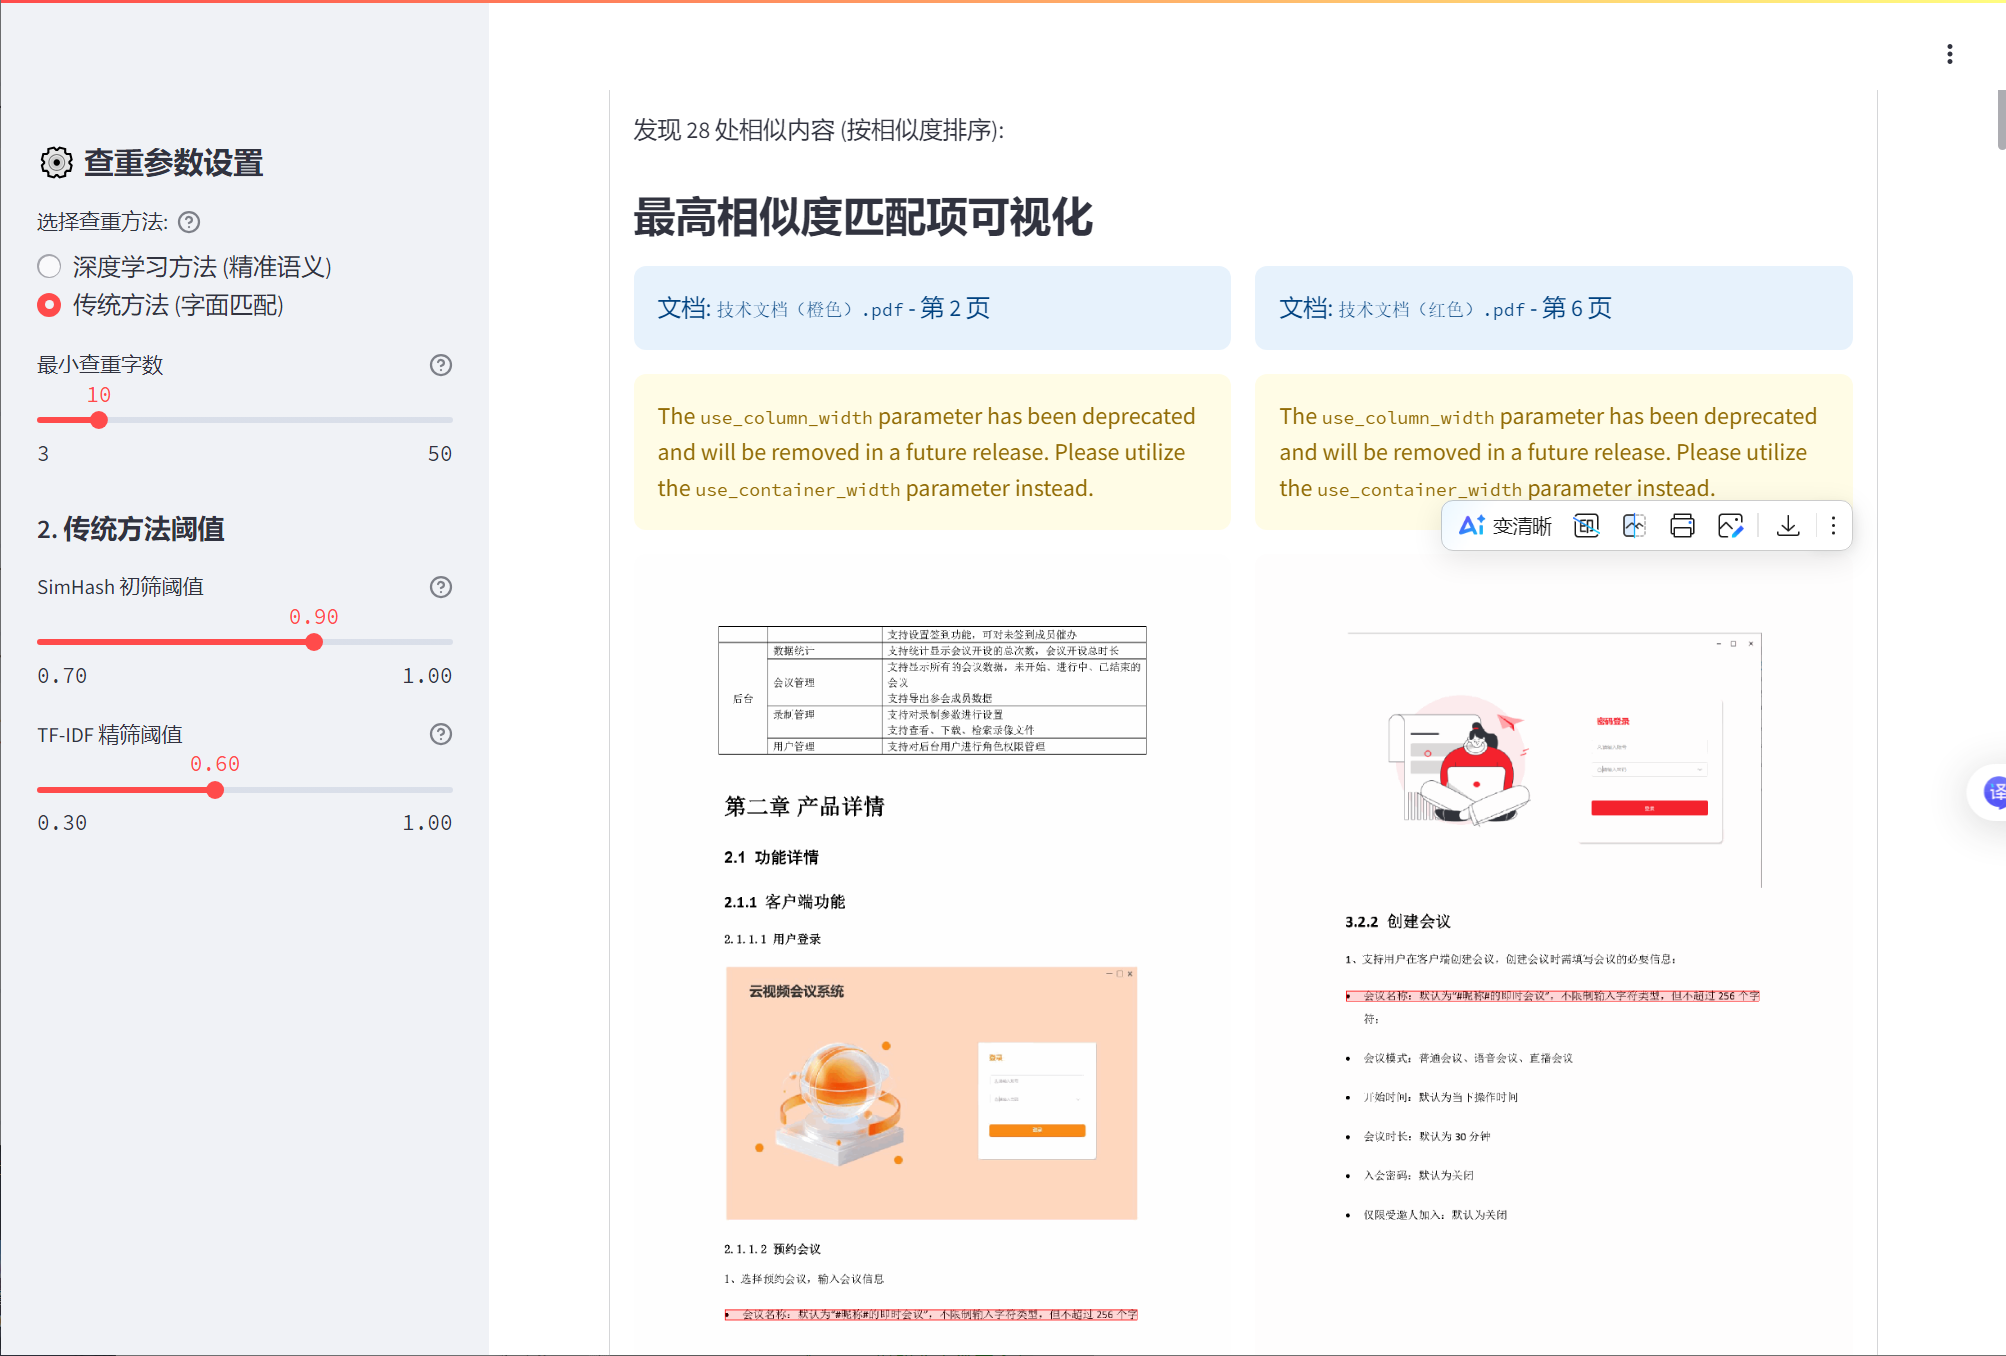 查重参数设置
选择查重方法:
深度学习方法 (精准语义)
传统方法 (字面匹配)
最小查重字数
10
3
50
2. 传统方法阈值
SimHash 初筛阈值
0.90
0.70
1.00
TF-IDF 精筛阈值
0.60
0.30
1.00
发现 28 处相似内容 (按相似度排序):
最高相似度匹配项可视化
文档: 技术文档（橙色）.pdf - 第 2 页
The use_column_width parameter has been deprecated
and will be removed in a future release. Please utilize
the use_container_width parameter instead.
支持设置签到功能，可对未签到成员催办
数据统计
支持统计显示会议开设的总次数，会议开设总时长
后台
会议管理
支持显示所有的会议数据，未开始、进行中、已结束的
会议
支持导出参会成员数据
录制管理
支持对录制参数进行设置
支持查看、下载、检索录像文件
用户管理
支持对后台用户进行角色权限管理
第二章 产品详情
2.1 功能详情
2.1.1 客户端功能
2.1.1.1 用户登录
云视频会议系统
登录
登录
2.1.1.2 预约会议
1、选择预约会议，输入会议信息
• 会议名称：默认为“#昵称#的即时会议”，不限制输入字符类型，但不超过 256 个字
文档: 技术文档（红色）.pdf - 第 6 页
The use_column_width parameter has been deprecated
and will be removed in a future release. Please utilize
the use_container_width parameter instead.
Ai 变清晰
密码登录
登录
3.2.2 创建会议
1、支持用户在客户端创建会议，创建会议时需填写会议的必要信息：
• 会议名称：默认为“#昵称#的即时会议”，不限制输入字符类型，但不超过 256 个字
符；
• 会议模式：普通会议、语音会议、直播会议
• 开始时间：默认为当下操作时间
• 会议时长：默认为 30 分钟
• 入会密码：默认为关闭
• 仅限受邀人加入：默认为关闭
译